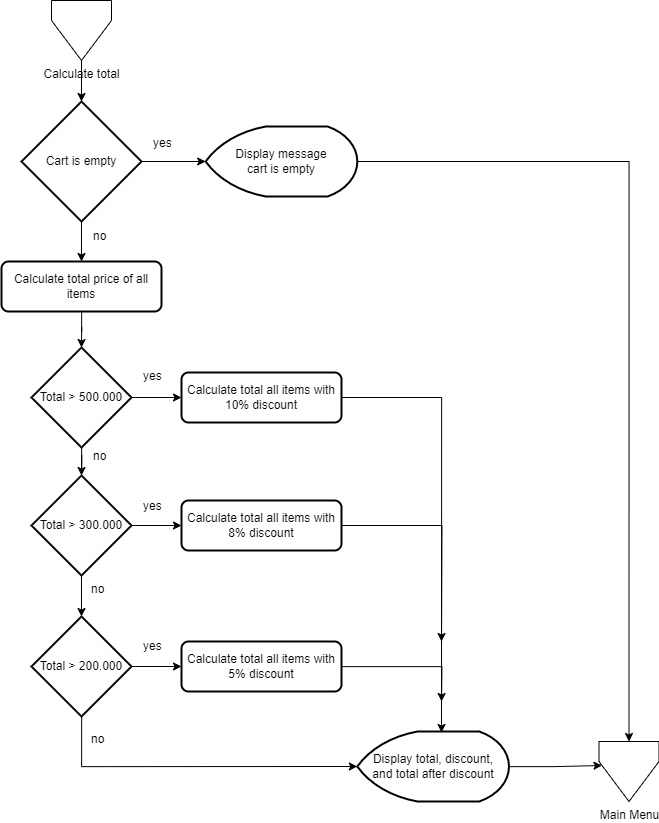 Calculate total
Cart is empty
yes
Display message
cart is empty
no
Calculate total price of all
items
Total > 500.000
yes
Calculate total all items with
10% discount
no
Total > 300.000
yes
Calculate total all items with
8% discount
no
Total > 200.000
yes
Calculate total all items with
5% discount
no
Display total, discount,
and total after discount
Main Menu